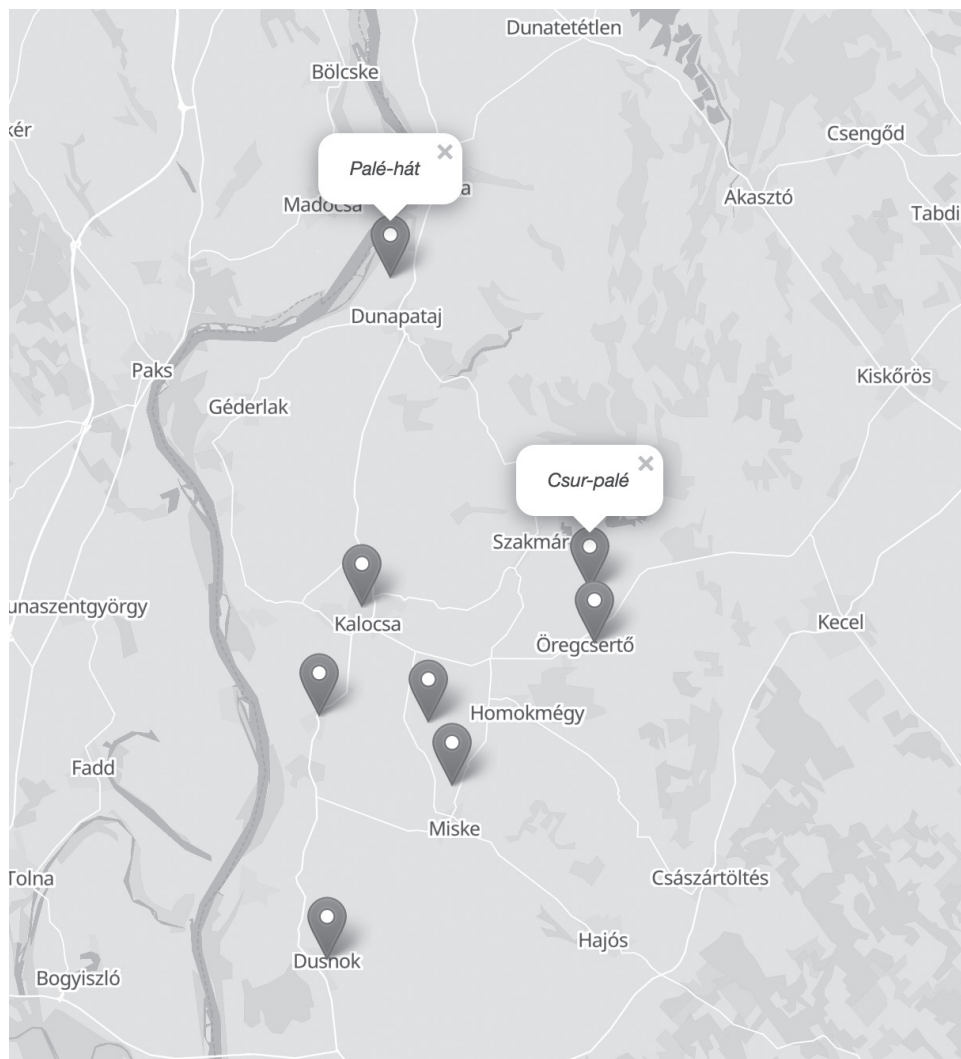 Dunatetétlen
Bölcske
Csengőd
Palé-hát
Madocsa
Akasztó
Tabdi
Dunapataj
Paks
Kiskőrös
Géderlak
Csur-palé
Szakmár
unaszentgyörgy
Kalocsa
Kecel
Öregcsertő
Homokmégy
Fadd
Miske
Tolna
Császártöltés
Hajós
Dusnok
Bogyiszló